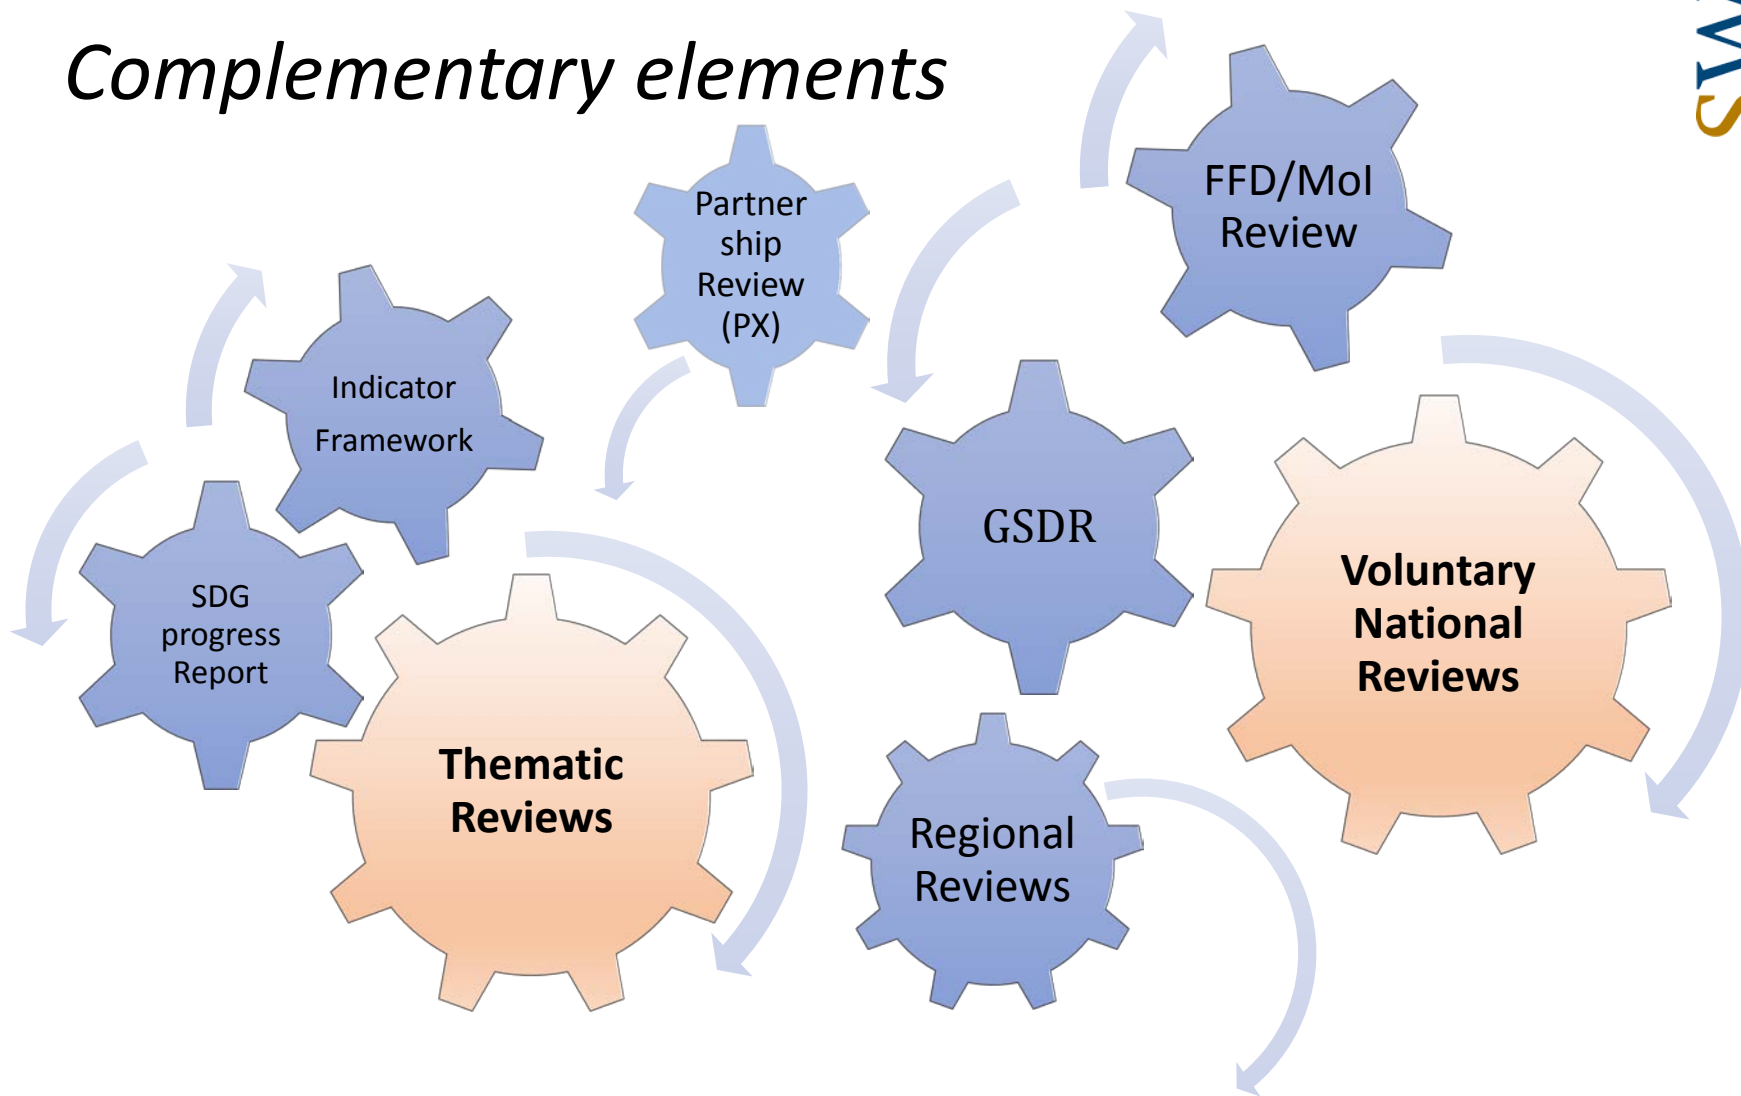 Complementary elements
Partner
ship
Review
(PX)
FFD/MoI
Review
Indicator
Framework
GSDR
SDG
progress
Report
Voluntary
National
Reviews
Thematic
Reviews
Regional
Reviews